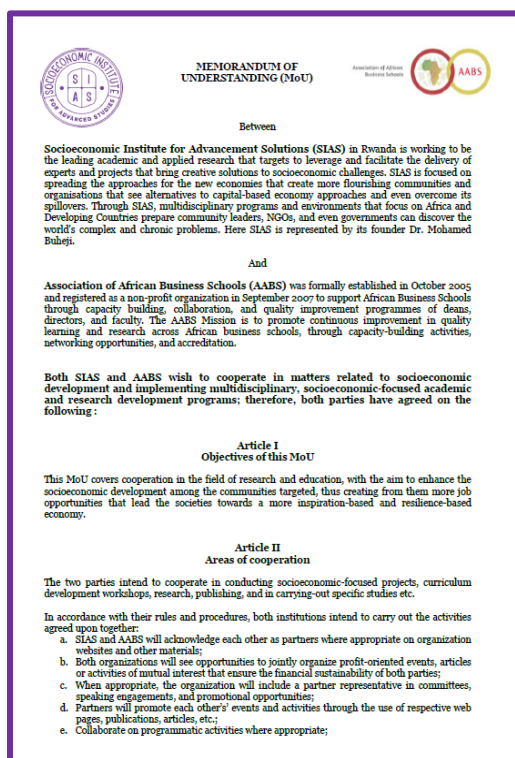 SOCIOECONOMIC INSTITUTE
FOR ADVANCED STUDIES
S I
A S
MEMORANDUM OF
UNDERSTANDING (MoU)
Association of African
Business Schools
AABS
Between
Socioeconomic Institute for Advancement Solutions (SIAS) in Rwanda is working to be
the leading academic and applied research that targets to leverage and facilitate the delivery of
experts and projects that bring creative solutions to socioeconomic challenges. SIAS is focused on
spreading the approaches for the new economies that create more flourishing communities and
organisations that see alternatives to capital-based economy approaches and even overcome its
spillovers. Through SIAS, multidisciplinary programs and environments that focus on Africa and
Developing Countries prepare community leaders, NGOs, and even governments can discover the
world's complex and chronic problems. Here SIAS is represented by its founder Dr. Mohamed
Buheji.
And
Association of African Business Schools (AABS) was formally established in October 2005
and registered as a non-profit organization in September 2007 to support African Business Schools
through capacity building, collaboration, and quality improvement programmes of deans,
directors, and faculty. The AABS Mission is to promote continuous improvement in quality
learning and research across African business schools, through capacity-building activities,
networking opportunities, and accreditation.
Both SIAS and AABS wish to cooperate in matters related to socioeconomic
development and implementing multidisciplinary, socioeconomic-focused academic
and research development programs; therefore, both parties have agreed on the
following :
Article I
Objectives of this MoU
This MoU covers cooperation in the field of research and education, with the aim to enhance the
socioeconomic development among the communities targeted, thus creating from them more job
opportunities that lead the societies towards a more inspiration-based and resilience-based
economy.
Article II
Areas of cooperation
The two parties intend to cooperate in conducting socioeconomic-focused projects, curriculum
development workshops, research, publishing, and in carrying-out specific studies etc.
In accordance with their rules and procedures, both institutions intend to carry out the activities
agreed upon together:
a. SIAS and AABS will acknowledge each other as partners where appropriate on organization
websites and other materials;
b. Both organizations will see opportunities to jointly organize profit-oriented events, articles
or activities of mutual interest that ensure the financial sustainability of both parties;
c. When appropriate, the organization will include a partner representative in committees,
speaking engagements, and promotional opportunities;
d. Partners will promote each other's' events and activities through the use of respective web
pages, publications, articles, etc.;
e. Collaborate on programmatic activities where appropriate;